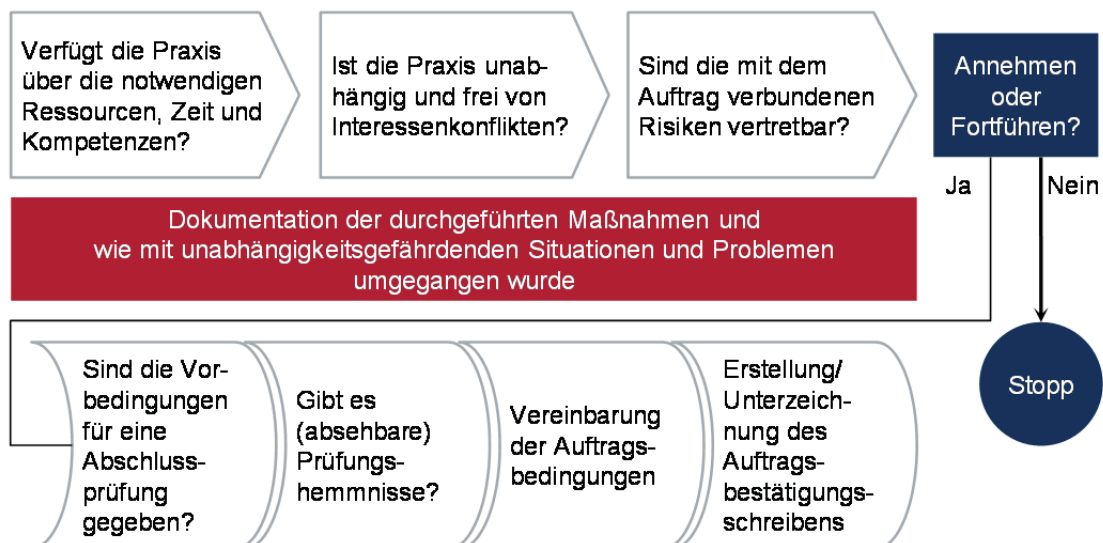 Verfügt die Praxis
über die notwendigen
Ressourcen, Zeit und
Kompetenzen?
Ist die Praxis unab-
hängig und frei von
Interessenkonflikten?
Sind die mit dem
Auftrag verbundenen
Risiken vertretbar?
Annehmen
oder
Fortführen?
Ja
Nein
Dokumentation der durchgeführten Maßnahmen und
wie mit unabhängigkeitsgefährdenden Situationen und Problemen
umgegangen wurde
Sind die Vor-
bedingungen
für eine
Abschluss-
prüfung
gegeben?
Gibt es
(absehbare)
Prüfungs-
hemmnisse?
Vereinbarung
der Auftrags-
bedingungen
Erstellung/
Unterzeich-
nung des
Auftrags-
bestätigungs-
schreibens
Stopp